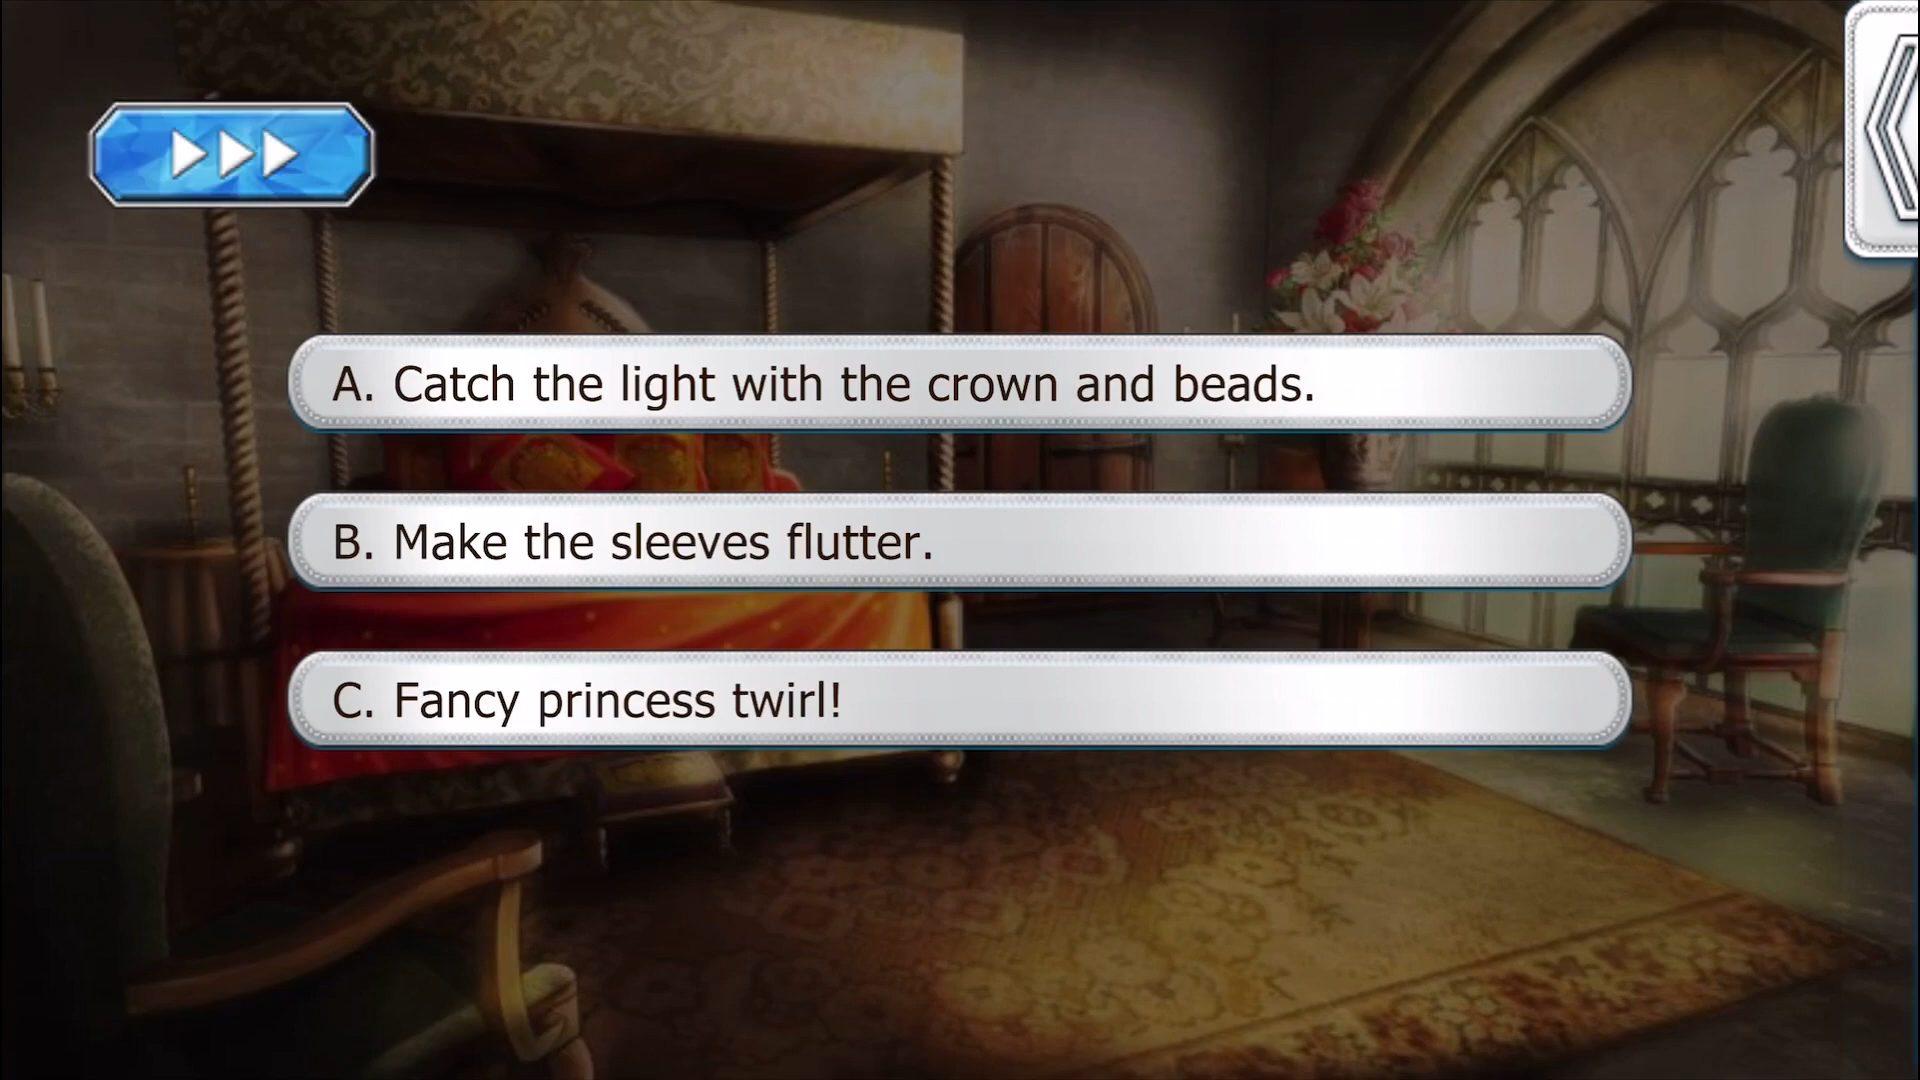 A. Catch the light with the crown and beads.
B. Make the sleeves flutter.
C. Fancy princess twirl!